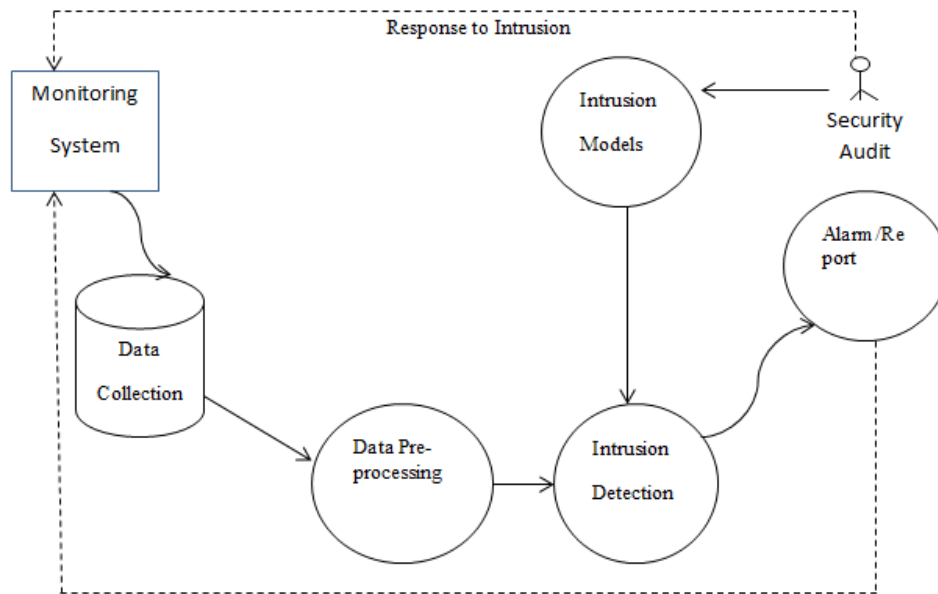 Response to Intrusion
Monitoring
System
Intrusion
Models
Security
Audit
Alarm/Re
port
Data
Collection
Data Pre-
processing
Intrusion
Detection